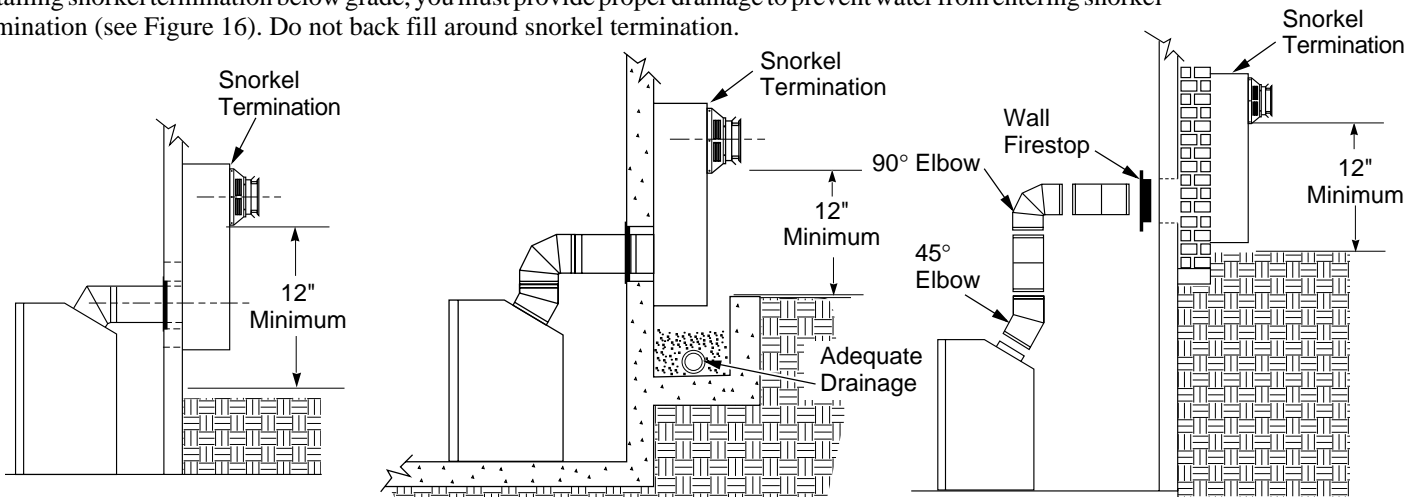 snorkel termination below grade, you must provide proper drainage to prevent water from entering snorkel
(see Figure 16). Do not back fill around snorkel termination.
Snorkel
Termination
12"
Minimum
Snorkel
Termination
12"
Minimum
Adequate
Drainage
Snorkel
Termination
Wall
Firestop
90° Elbow
45°
Elbow
12"
Minimum